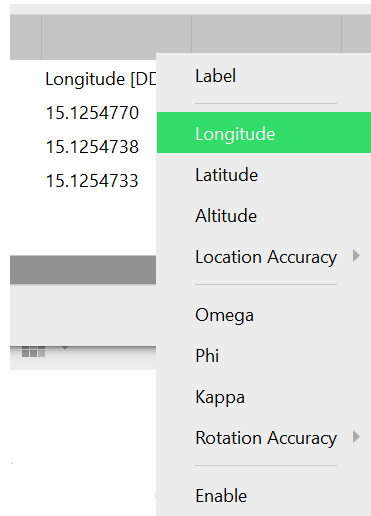 Label
Longitude [DD
15.1254770
15.1254738
15.1254733
Longitude
Latitude
Altitude
Location Accuracy
Omega
Phi
Kappa
Rotation Accuracy
Enable